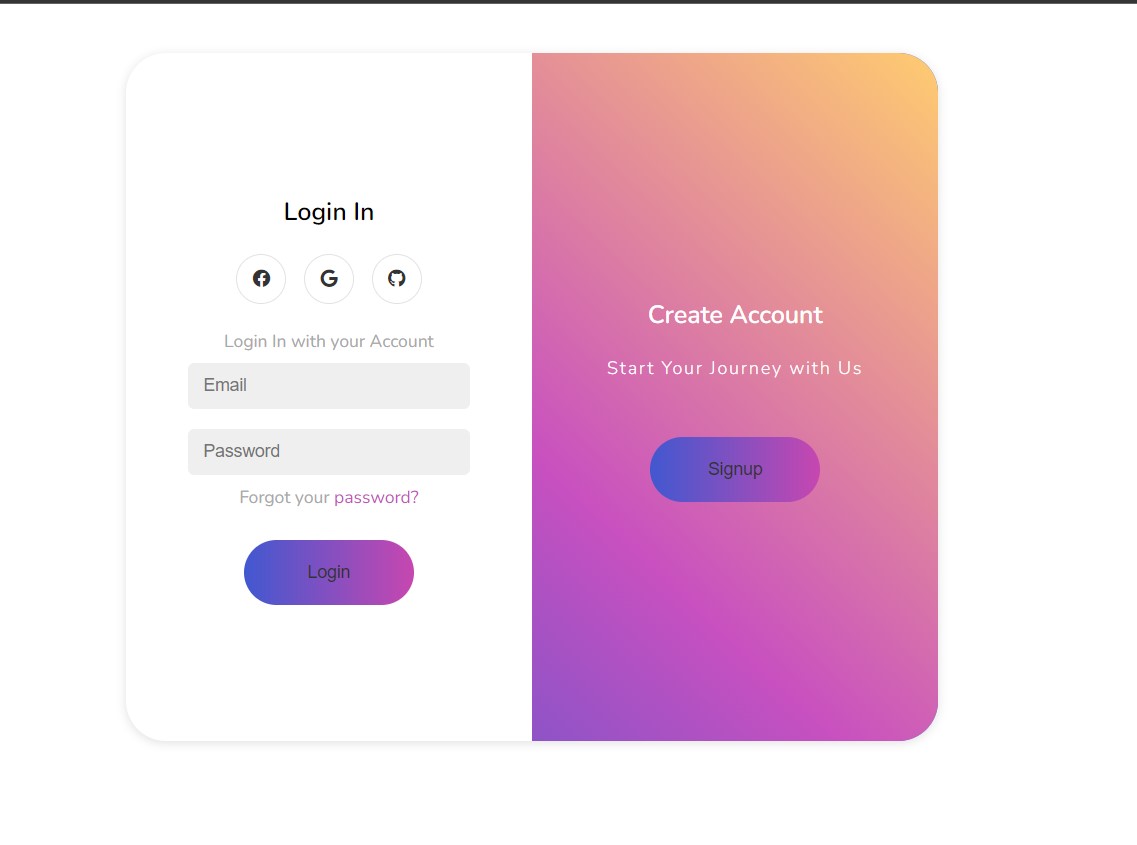 Login In
Login In with your Account
Email
Password
Forgot your password?
Login
Create Account
Start Your Journey with Us
Signup